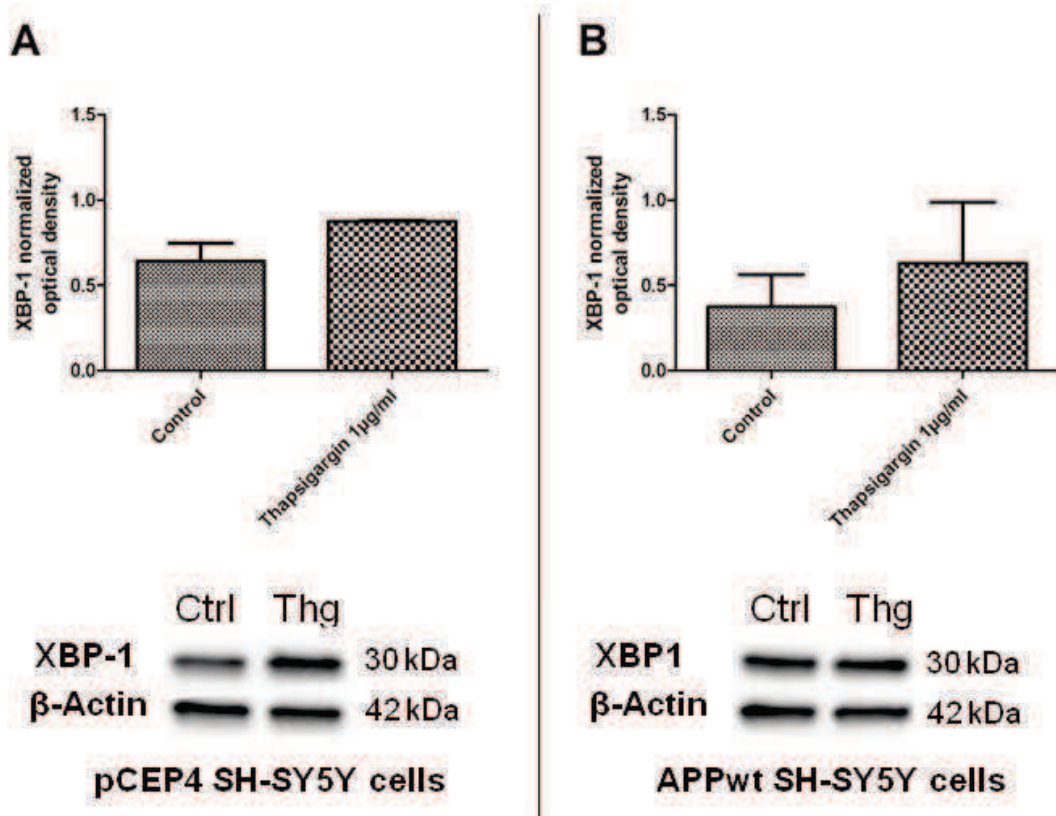 A
XBP-1 normalized
optical density
1.5
1.0
0.5
0.0
Control
Thapsigargin 1µg/ml
Ctrl Thg
XBP-1 30 kDa
β-Actin 42 kDa
pCEP4 SH-SY5Y cells
B
XBP-1 normalized
optical density
1.5
1.0
0.5
0.0
Control
Thapsigargin 1µg/ml
Ctrl Thg
XBP1 30 kDa
β-Actin 42 kDa
APPwt SH-SY5Y cells